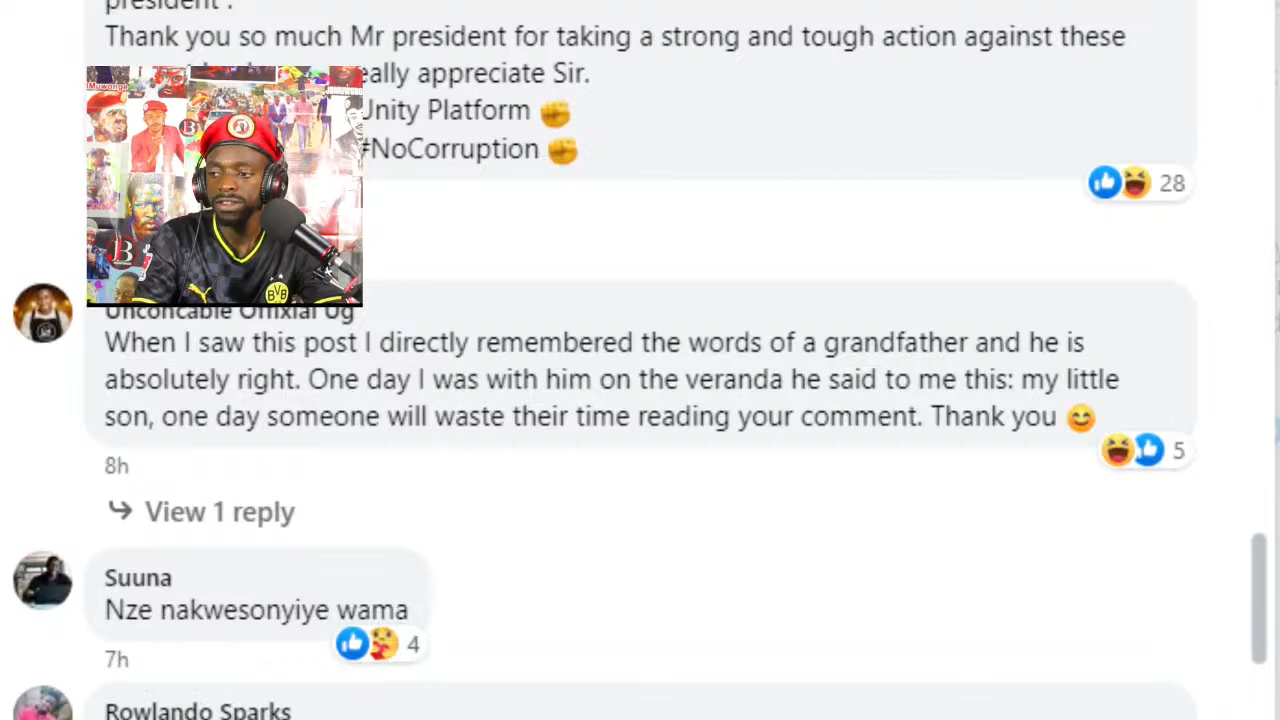 president .
Thank you so much Mr president for taking a strong and tough action against these
eally appreciate Sir.
Unity Platform ✊
#NoCorruption ✊
28
Unconcable Offixial Ug
When I saw this post I directly remembered the words of a grandfather and he is
absolutely right. One day I was with him on the veranda he said to me this: my little
son, one day someone will waste their time reading your comment. Thank you 😊
5
8h
View 1 reply
Suuna
Nze nakwesonyiye wama
4
7h
Rowlando Sparks
BVB